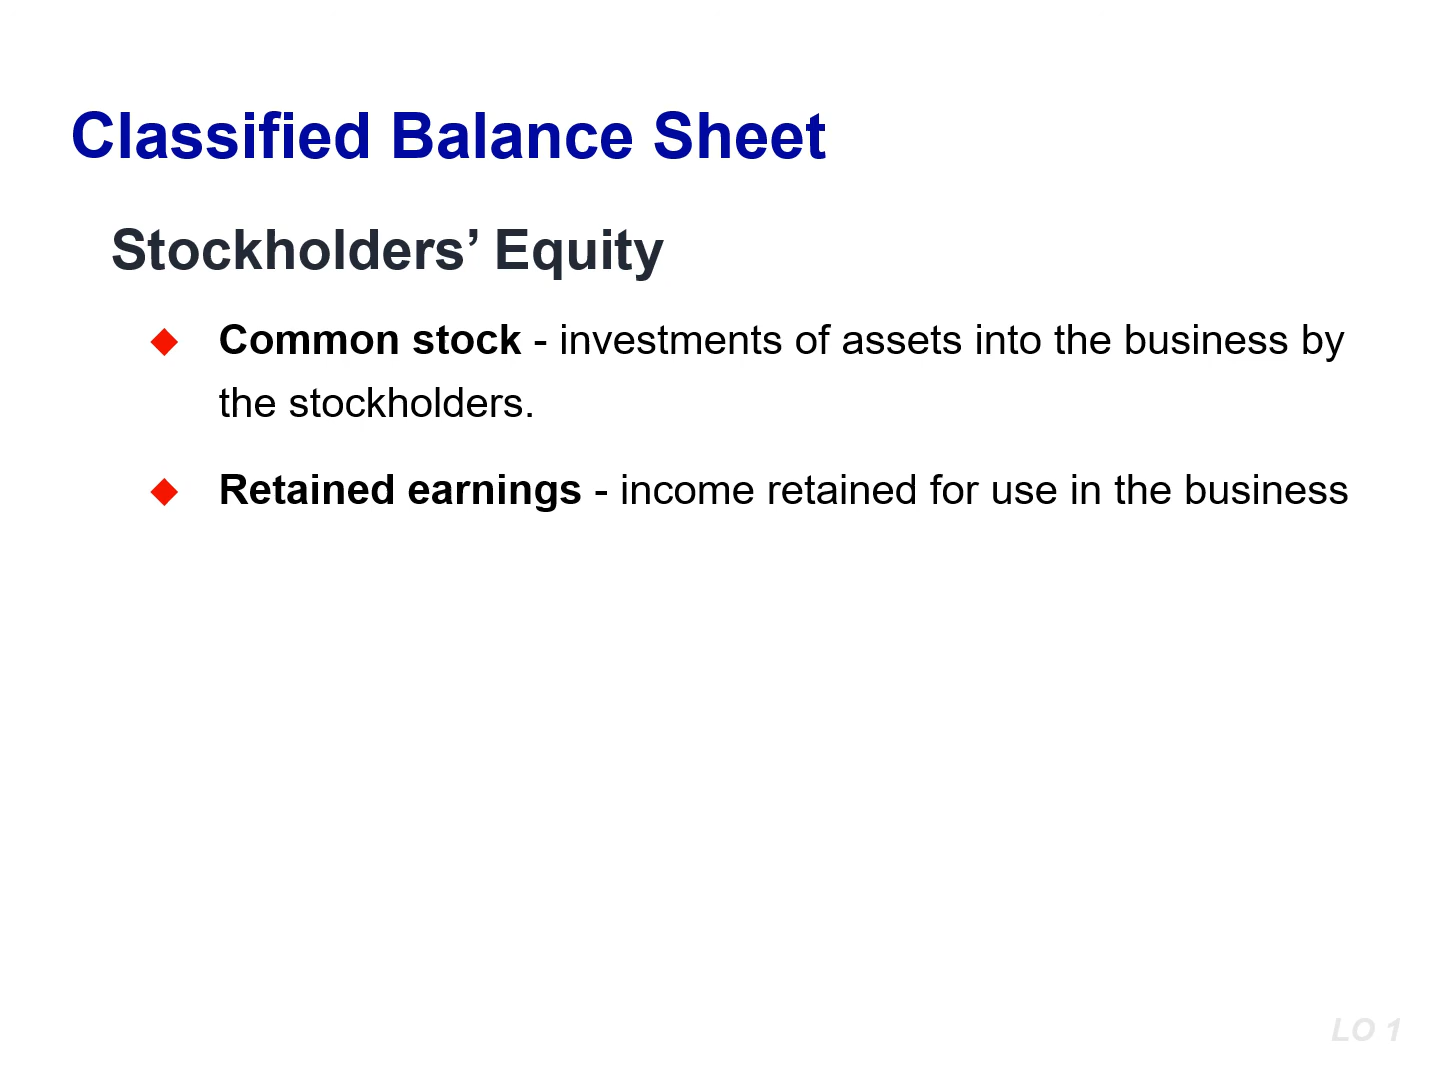 Classified Balance Sheet
Stockholders’ Equity
Common stock - investments of assets into the business by
the stockholders.
Retained earnings - income retained for use in the business
LO 1